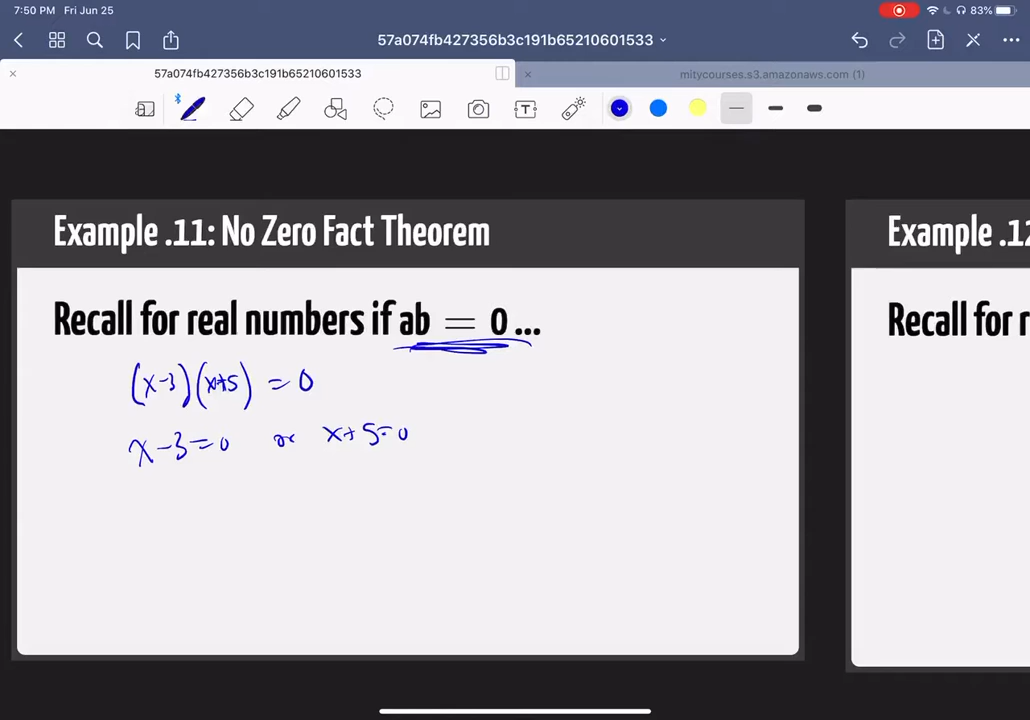 7:50 PM Fri Jun 25
83%
57a074fb427356b3c191b65210601533
57a074fb427356b3c191b65210601533
mitycourses.s3.amazonaws.com (1)
Example .11: No Zero Fact Theorem
Recall for real numbers if ab = 0 ...
(x-3)(x+5) = 0
x-3=0 or x+5=0
Example .12
Recall for r